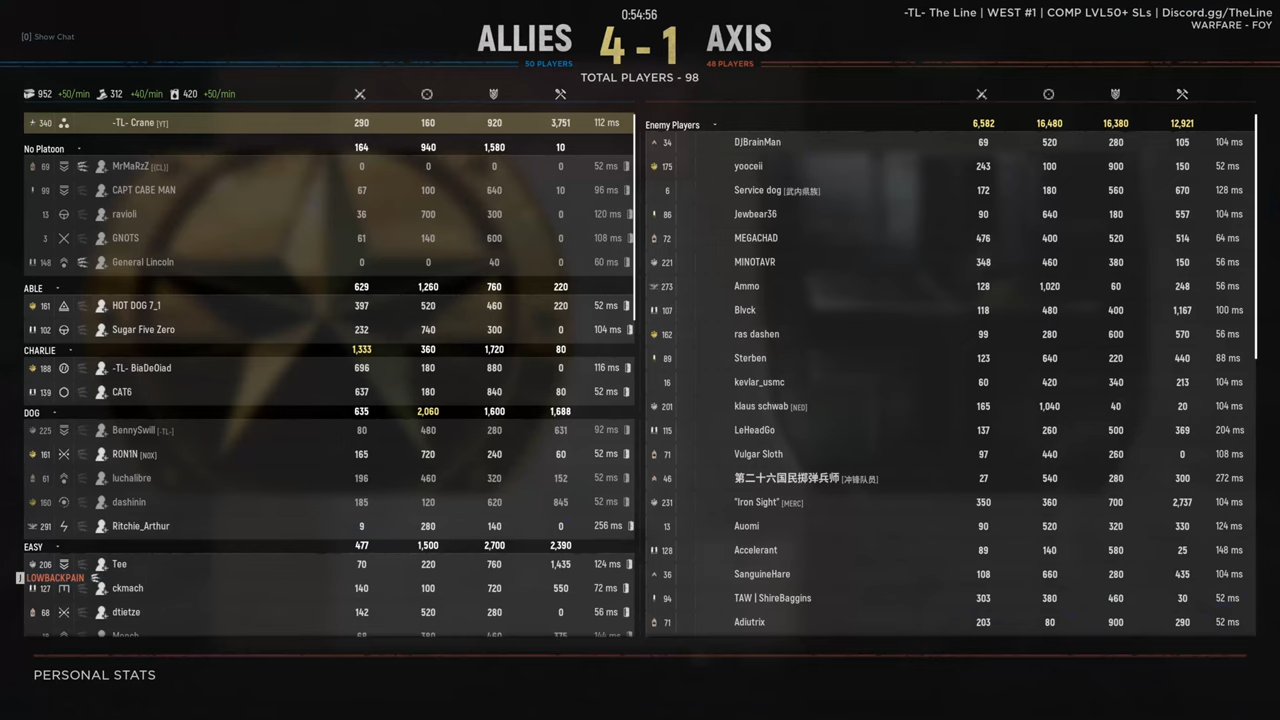 0:54:56
-TL- The Line | WEST #1 | COMP LVL50+ SLs | Discord.gg/TheLine
WARFARE - FOY
[O] Show Chat
ALLIES 4 - 1 AXIS
50 PLAYERS 48 PLAYERS
TOTAL PLAYERS - 98
952 +50/min 312 +40/min 420 +50/min
340 -TL- Crane [YT] 290 160 920 3,751 112 ms
No Platoon 164 940 1,580 10
69 MrMaRzZ [(CL)] 0 0 0 0 52 ms
99 CAPT CABE MAN 67 100 640 10 96 ms
13 ravioli 36 700 300 0 120 ms
3 GNOTS 61 140 600 0 108 ms
148 General Lincoln 0 0 40 0 60 ms
ABLE 629 1,260 760 220
161 HOT DOG 7_1 397 520 460 220 52 ms
102 Sugar Five Zero 232 740 300 0 104 ms
CHARLIE 1,333 360 1,720 80
188 -TL- BiaDeOiad 696 180 880 0 116 ms
139 CAT6 637 180 840 80 52 ms
DOG 635 2,060 1,600 1,688
225 BennySwill [-TL-] 80 480 280 631 92 ms
161 R0N1N [NOX] 165 720 240 60 52 ms
61 luchalibre 196 460 320 152 52 ms
160 dashinin 185 120 620 845 52 ms
291 Ritchie_Arthur 9 280 140 0 256 ms
EASY 477 1,500 2,700 2,390
206 Tee 70 220 760 1,435 124 ms
J LOWBACKPAIN
127 ckmach 140 100 720 550 72 ms
68 dtietze 142 520 280 0 56 ms
Enemy Players 6,582 16,480 16,380 12,921
34 DJBrainMan 69 520 280 105 104 ms
175 yooceii 243 100 900 150 52 ms
6 Service dog [武内県族] 172 180 560 670 128 ms
86 Jewbear36 90 640 180 557 104 ms
72 MEGACHAD 476 400 520 514 64 ms
221 MINOTAVR 348 460 380 150 56 ms
273 Ammo 128 1,020 60 248 56 ms
107 Blvck 118 480 400 1,167 100 ms
162 ras dashen 99 280 600 570 56 ms
89 Sterben 123 640 220 440 88 ms
16 kevlar_usmc 60 420 340 213 104 ms
201 klaus schwab [NED] 165 1,040 40 20 104 ms
115 LeHeadGo 137 260 500 369 204 ms
71 Vulgar Sloth 97 440 260 0 108 ms
46 第二十六国民掷弹兵师 [冲锋队员] 27 540 280 300 272 ms
231 "Iron Sight" [MERC] 350 360 700 2,737 104 ms
13 Auomi 90 520 320 330 124 ms
128 Accelerant 89 140 580 25 148 ms
36 SanguineHare 108 660 280 435 104 ms
94 TAW | ShireBaggins 303 380 460 30 52 ms
71 Adiutrix 203 80 900 290 52 ms
PERSONAL STATS